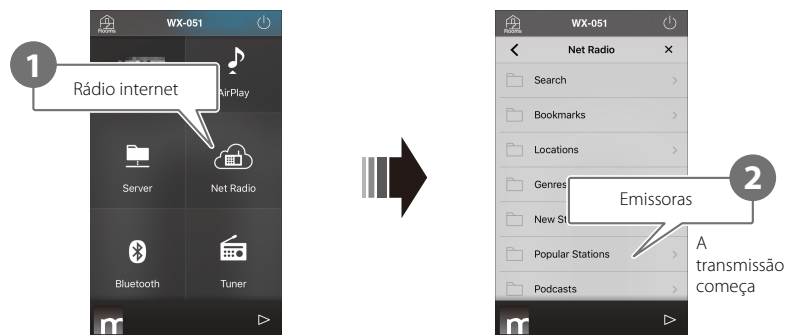 Rooms
WX-051
1
Rádio internet
AirPlay
Server
Net Radio
Bluetooth
Tuner
m
Rooms
WX-051
Net Radio
Search
Bookmarks
Locations
Genres
2
Emissoras
New St
Popular Stations
A
transmissão
começa
Podcasts
m